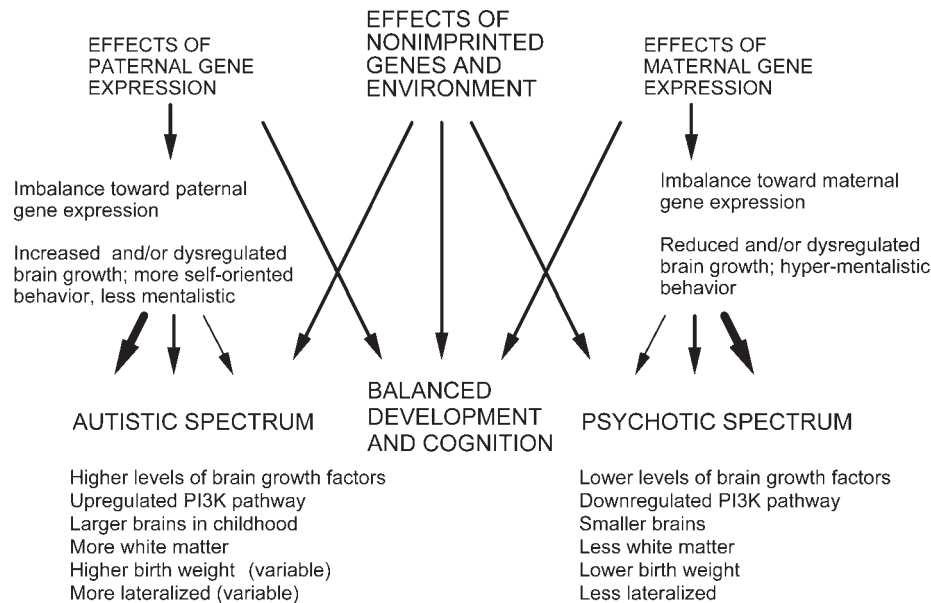 EFFECTS OF
PATERNAL GENE
EXPRESSION
EFFECTS OF
NONIMPRINTED
GENES AND
ENVIRONMENT
EFFECTS OF
MATERNAL GENE
EXPRESSION
Imbalance toward paternal
gene expression
Increased and/or dysregulated
brain growth; more self-oriented
behavior, less mentalistic
Imbalance toward maternal
gene expression
Reduced and/or dysregulated
brain growth; hyper-mentalistic
behavior
AUTISTIC SPECTRUM
BALANCED
DEVELOPMENT
AND COGNITION
PSYCHOTIC SPECTRUM
Higher levels of brain growth factors
Upregulated PI3K pathway
Larger brains in childhood
More white matter
Higher birth weight (variable)
More lateralized (variable)
Lower levels of brain growth factors
Downregulated PI3K pathway
Smaller brains
Less white matter
Lower birth weight
Less lateralized